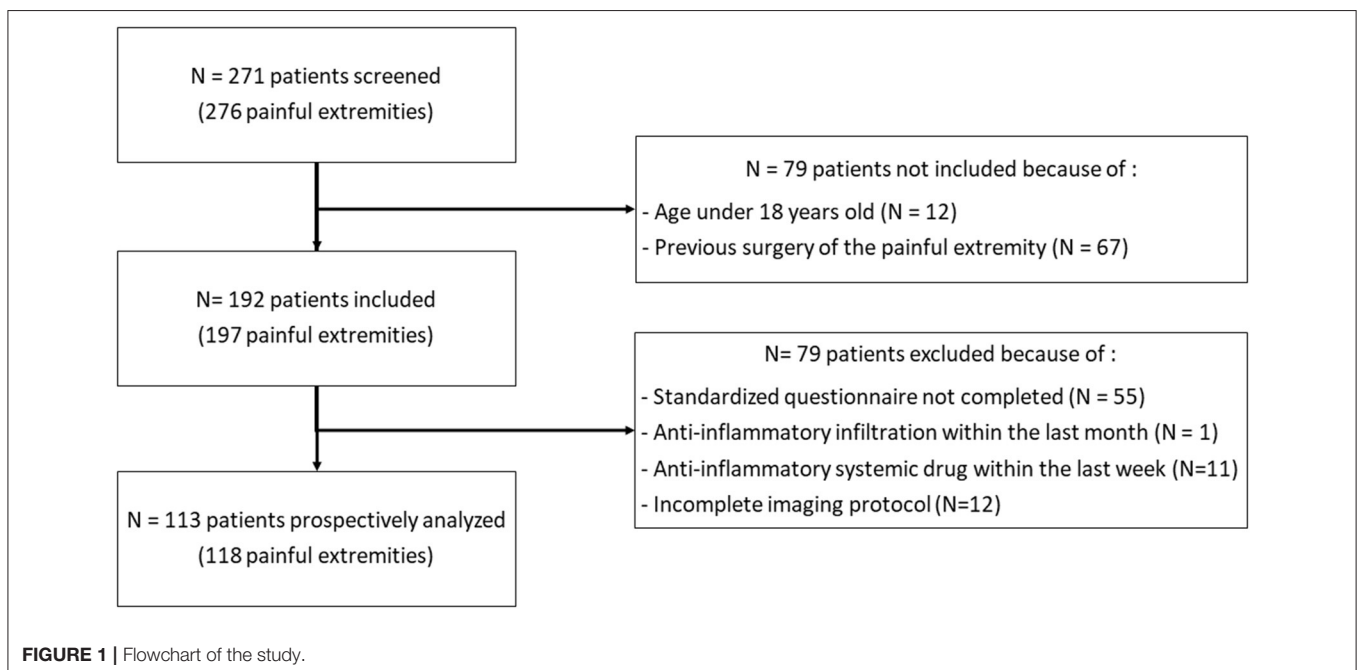 N = 271 patients screened
(276 painful extremities)
N = 79 patients not included because of :
- Age under 18 years old (N = 12)
- Previous surgery of the painful extremity (N = 67)
N= 192 patients included
(197 painful extremities)
N= 79 patients excluded because of :
- Standardized questionnaire not completed (N = 55)
- Anti-inflammatory infiltration within the last month (N = 1)
- Anti-inflammatory systemic drug within the last week (N=11)
- Incomplete imaging protocol (N=12)
N = 113 patients prospectively analyzed
(118 painful extremities)
FIGURE 1 | Flowchart of the study.